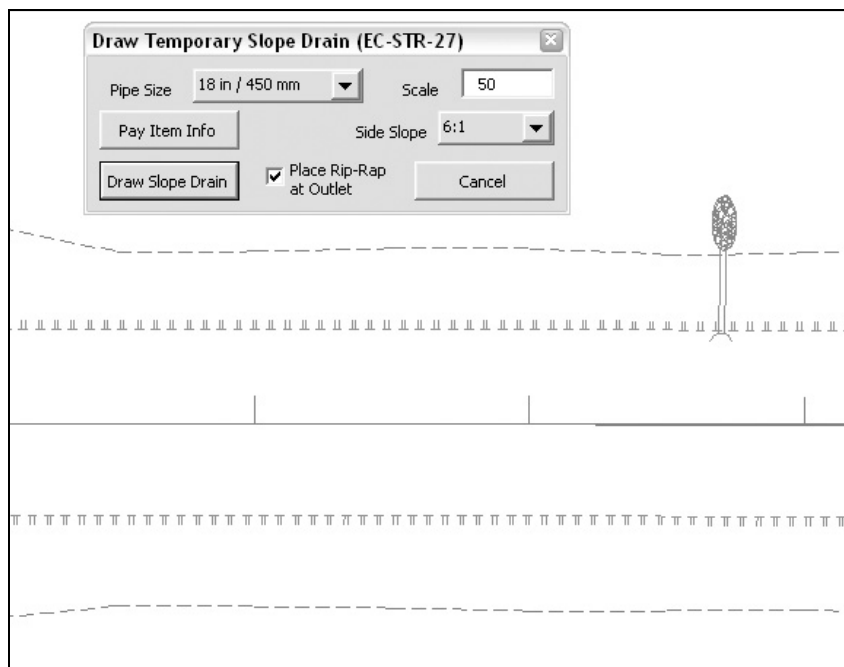 Draw Temporary Slope Drain (EC-STR-27)
Pipe Size 18 in / 450 mm Scale 50
Pay Item Info Side Slope 6:1
Draw Slope Drain Place Rip-Rap
at Outlet Cancel